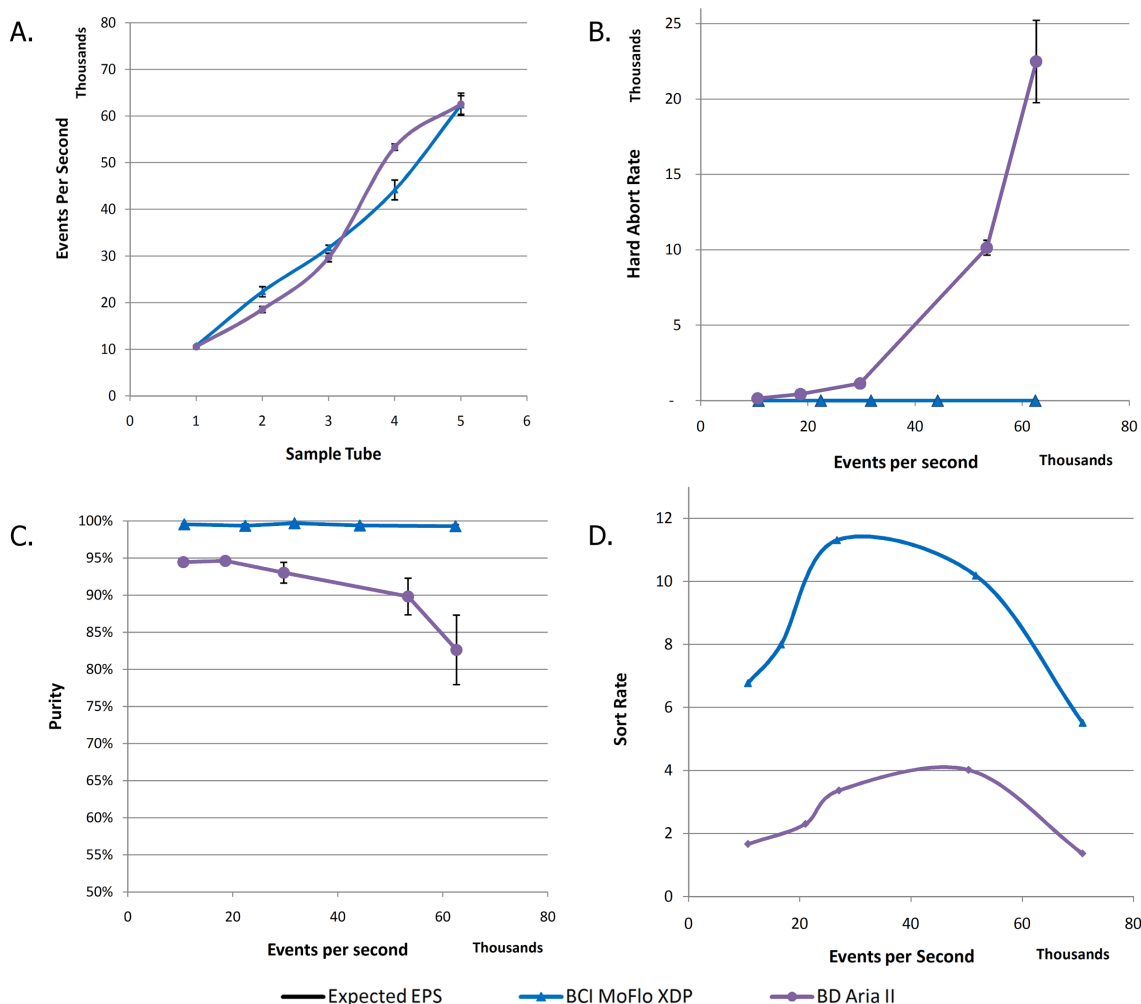 A.
Thousands
Events Per Second
80
70
60
50
40
30
20
10
0
0 1 2 3 4 5 6
Sample Tube
B.
Thousands
Hard Abort Rate
25
20
15
10
5
-
0 20 40 60 80
Events per second
Thousands
C.
Purity
100%
95%
90%
85%
80%
75%
70%
65%
60%
55%
50%
0 20 40 60 80
Events per second
Thousands
D.
Sort Rate
12
10
8
6
4
2
0
0 20 40 60 80
Events per Second
Thousands
Expected EPS BCI MoFlo XDP BD Aria II